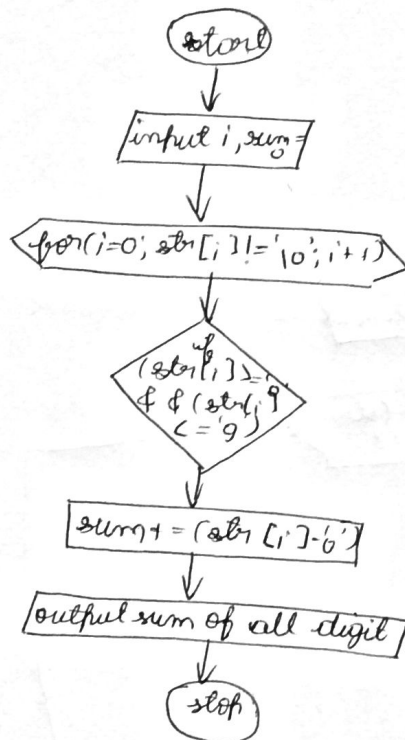 start
input i, sum =
0
for(i=0; str[i]!='\0'; i++)
if
(str[i]>='
& & (str[i]
<='9')
sum+ = (str [i]-'0')
output sum of all digit
stop